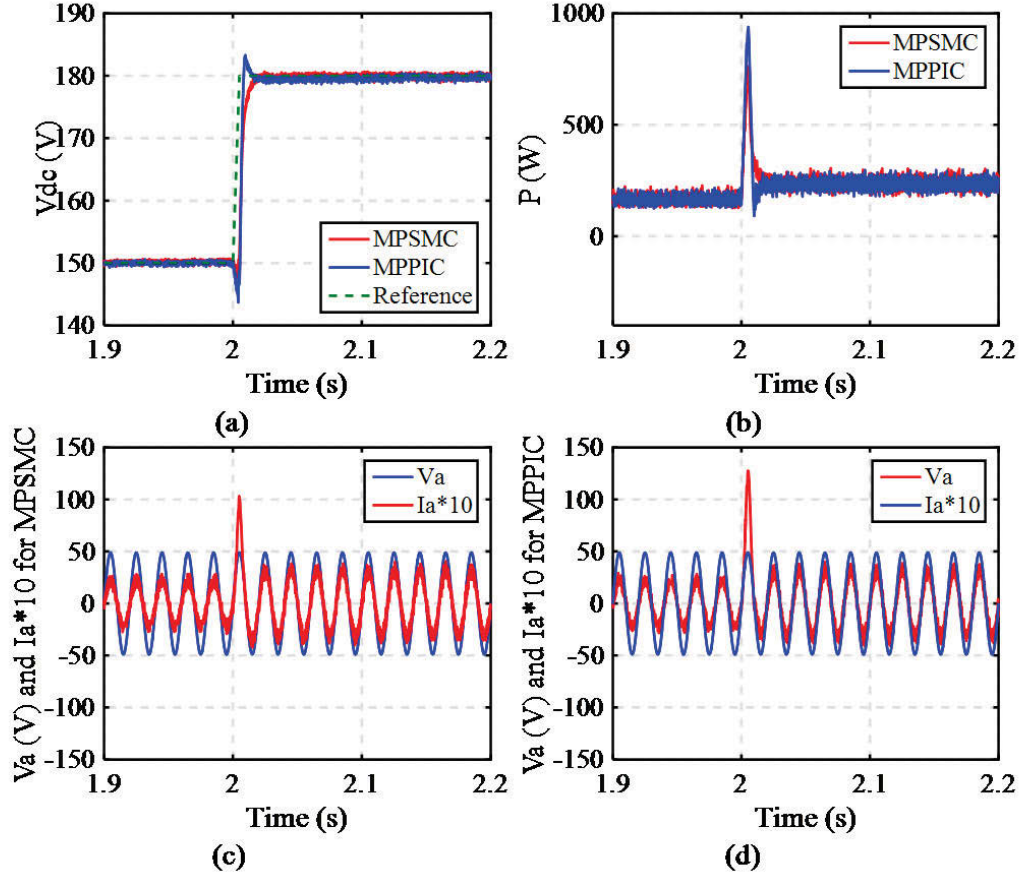 190
180
170
160
150
140
Vdc (V)
MPSMC
MPPIC
Reference
1.9
2
2.1
2.2
Time (s)
(a)
1000
500
0
P (W)
MPSMC
MPPIC
1.9
2
2.1
2.2
Time (s)
(b)
150
100
50
0
-50
-100
-150
Va (V) and Ia*10 for MPSMC
Va
Ia*10
1.9
2
2.1
2.2
Time (s)
(c)
150
100
50
0
-50
-100
-150
Va (V) and Ia*10 for MPPIC
Va
Ia*10
1.9
2
2.1
2.2
Time (s)
(d)